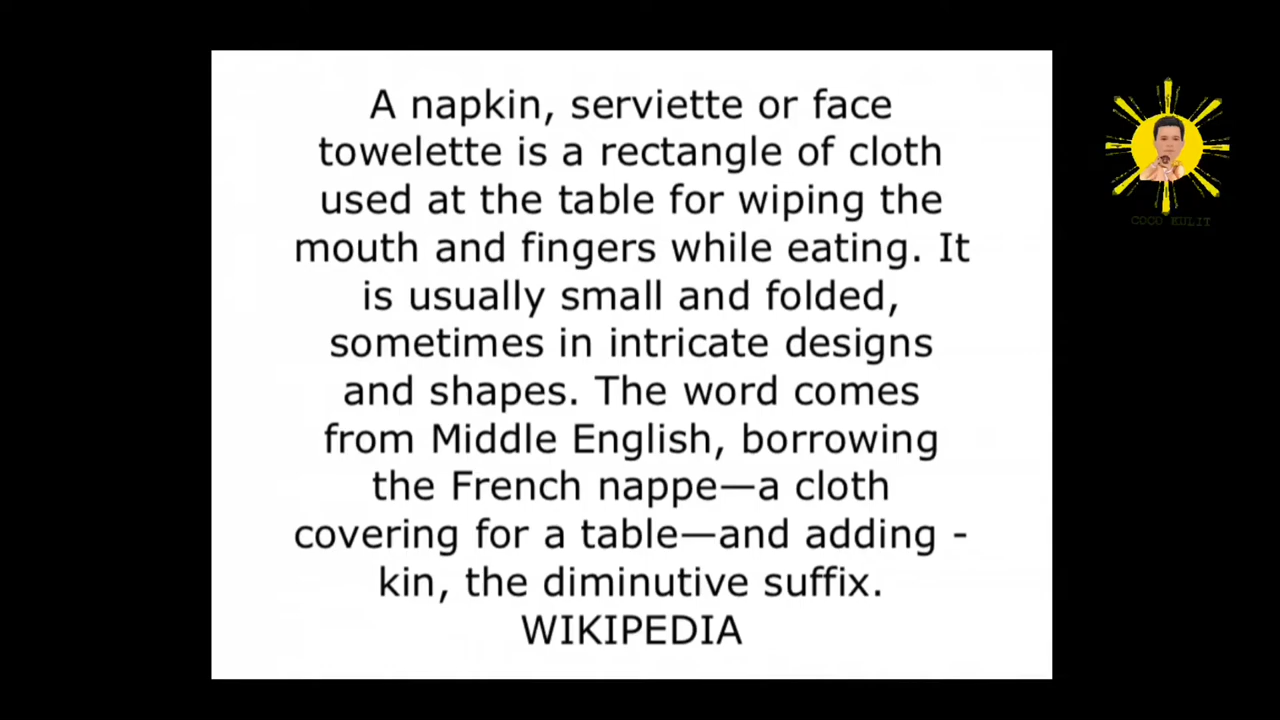 A napkin, serviette or face
towelette is a rectangle of cloth
used at the table for wiping the
mouth and fingers while eating. It
is usually small and folded,
sometimes in intricate designs
and shapes. The word comes
from Middle English, borrowing
the French nappe—a cloth
covering for a table—and adding -
kin, the diminutive suffix.
WIKIPEDIA
COCO KULIT